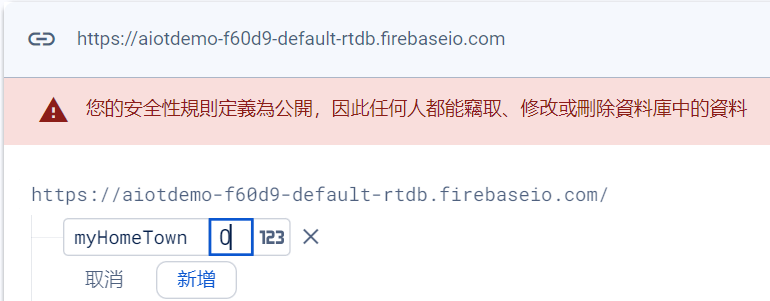 https://aiotdemo-f60d9-default-rtdb.firebaseio.com
您的安全性規則定義為公開，因此任何人都能竊取、修改或刪除資料庫中的資料
https://aiotdemo-f60d9-default-rtdb.firebaseio.com/
myHomeTown 0 123
取消 新增